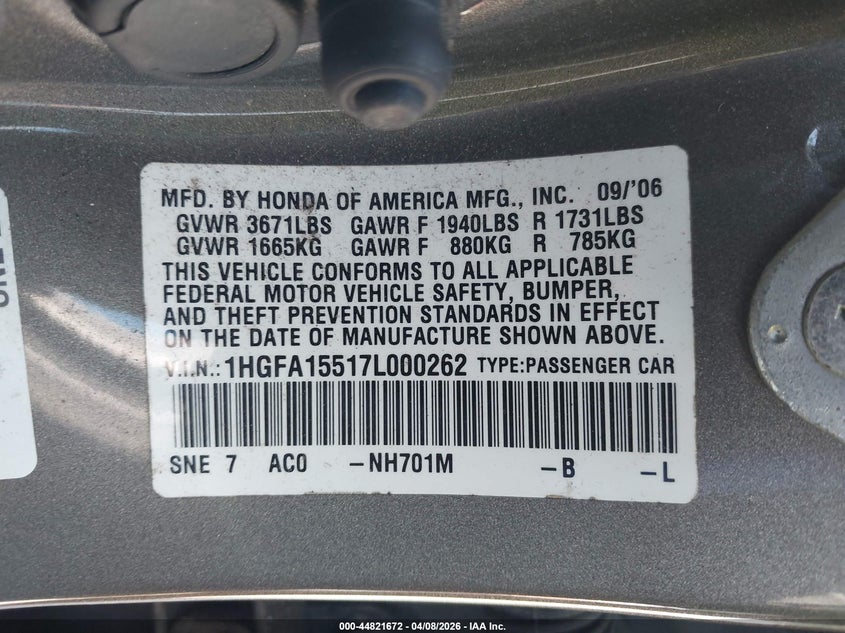 MFD. BY HONDA OF AMERICA MFG., INC. 09/'06
GVWR 3671LBS GAWR F 1940LBS R 1731LBS
GVWR 1665KG GAWR F 880KG R 785KG
THIS VEHICLE CONFORMS TO ALL APPLICABLE
FEDERAL MOTOR VEHICLE SAFETY, BUMPER,
AND THEFT PREVENTION STANDARDS IN EFFECT
ON THE DATE OF MANUFACTURE SHOWN ABOVE.
V.I.N.: 1HGFA15517L000262 TYPE:PASSENGER CAR
SNE 7 AC0 -NH701M -B -L
000-44821672 - 04/08/2026 - IAA Inc.